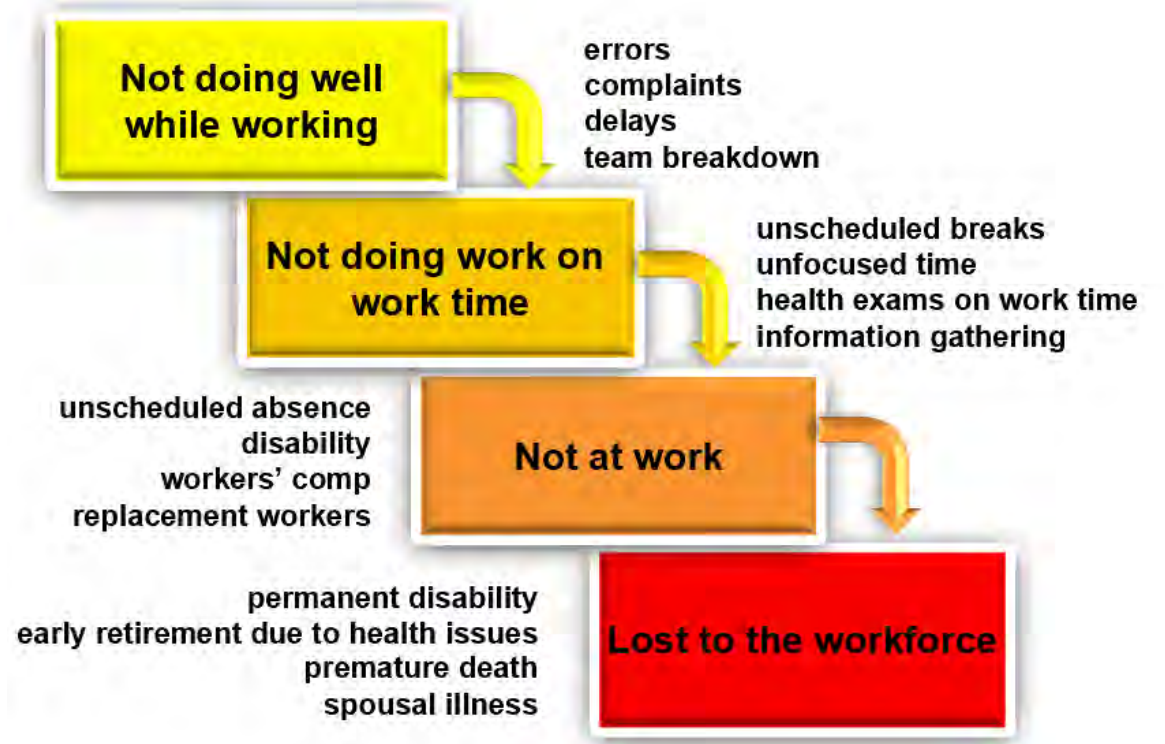 Not doing well
while working
errors
complaints
delays
team breakdown
Not doing work on
work time
unscheduled breaks
unfocused time
health exams on work time
information gathering
unscheduled absence
disability
workers’ comp
replacement workers
Not at work
permanent disability
early retirement due to health issues
premature death
spousal illness
Lost to the workforce